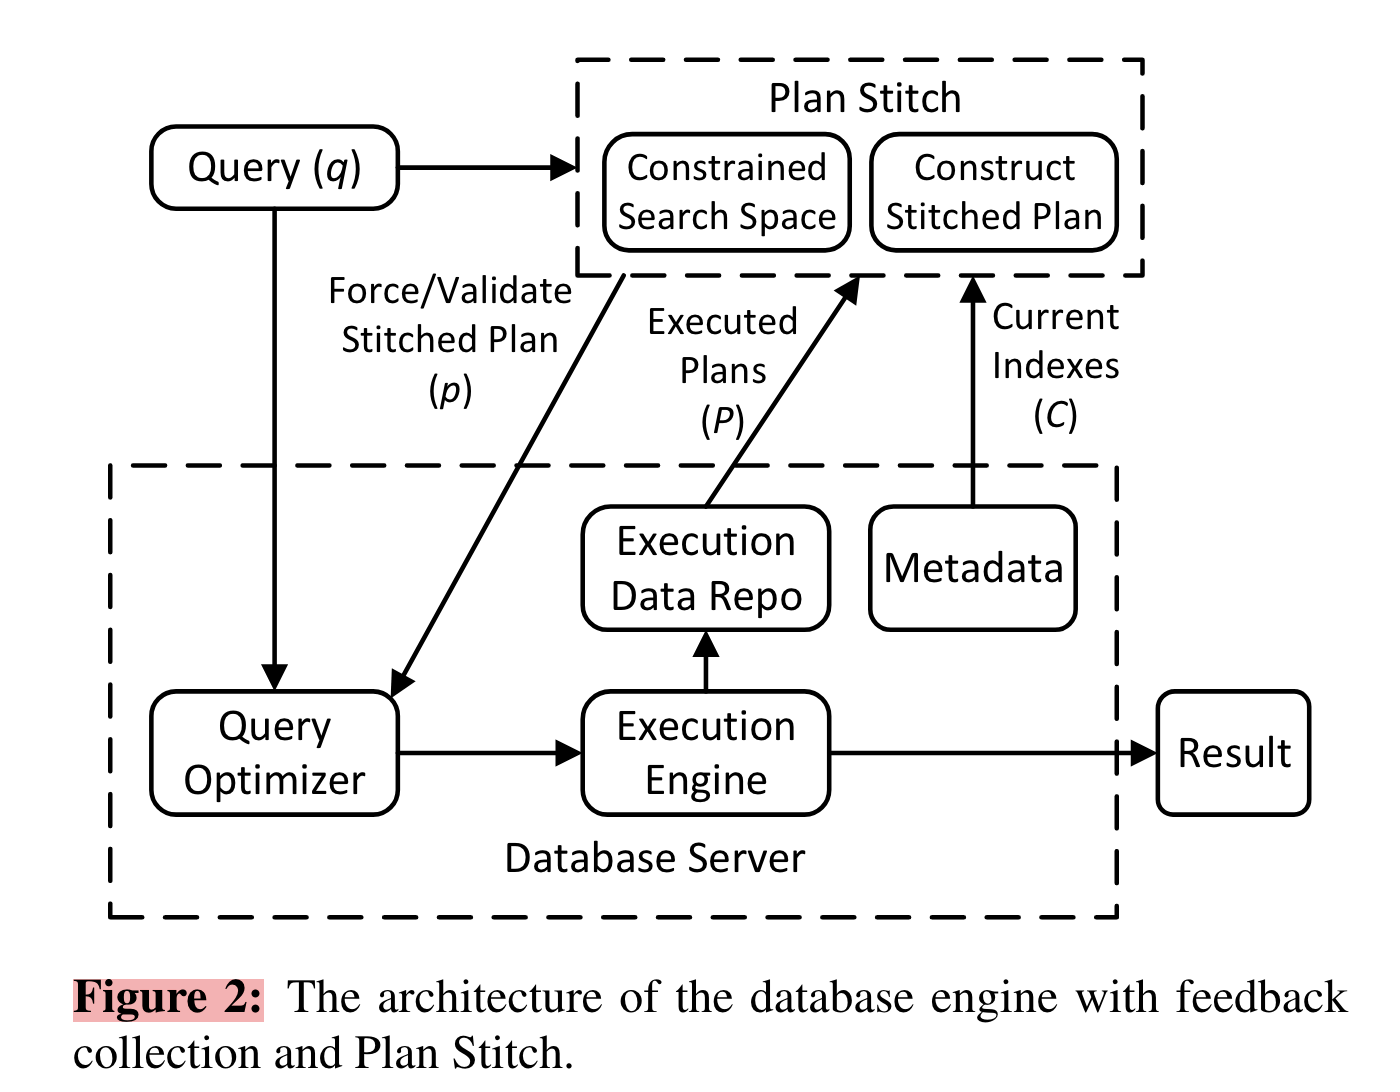 Plan Stitch
Query (q)
Constrained
Search Space
Construct
Stitched Plan
Force/Validate
Stitched Plan
(p)
Executed
Plans
(P)
Current
Indexes
(C)
Execution
Data Repo
Metadata
Query
Optimizer
Execution
Engine
Result
Database Server
Figure 2: The architecture of the database engine with feedback
collection and Plan Stitch.